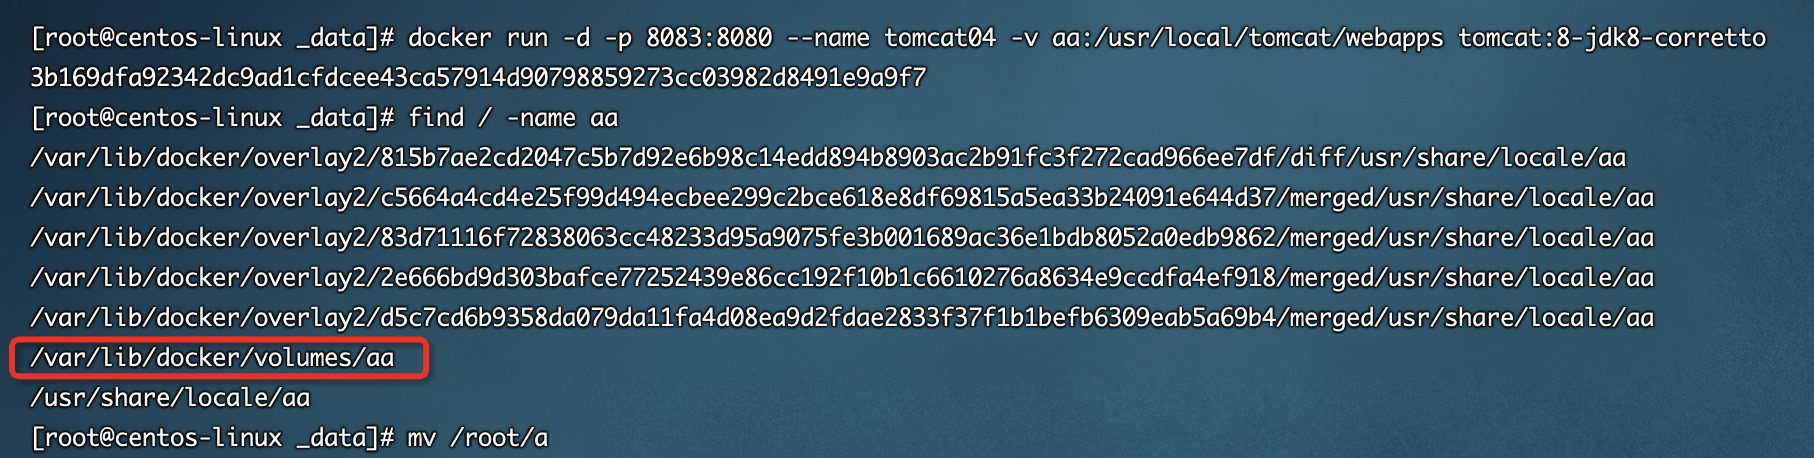 [root@centos-linux _data]# docker run -d -p 8083:8080 --name tomcat04 -v aa:/usr/local/tomcat/webapps tomcat:8-jdk8-corretto
3b169dfa92342dc9ad1cfdcee43ca57914d90798859273cc03982d8491e9a9f7
[root@centos-linux _data]# find / -name aa
/var/lib/docker/overlay2/815b7ae2cd2047c5b7d92e6b98c14edd894b8903ac2b91fc3f272cad966ee7df/diff/usr/share/locale/aa
/var/lib/docker/overlay2/c5664a4cd4e25f99d494ecbee299c2bce618e8df69815a5ea33b24091e644d37/merged/usr/share/locale/aa
/var/lib/docker/overlay2/83d71116f72838063cc48233d95a9075fe3b001689ac36e1bdb8052a0edb9862/merged/usr/share/locale/aa
/var/lib/docker/overlay2/2e666bd9d303bafce77252439e86cc192f10b1c6610276a8634e9ccdfa4ef918/merged/usr/share/locale/aa
/var/lib/docker/overlay2/d5c7cd6b9358da079da11fa4d08ea9d2fdae2833f37f1b1befb6309eab5a69b4/merged/usr/share/locale/aa
/var/lib/docker/volumes/aa
/usr/share/locale/aa
[root@centos-linux _data]# mv /root/a